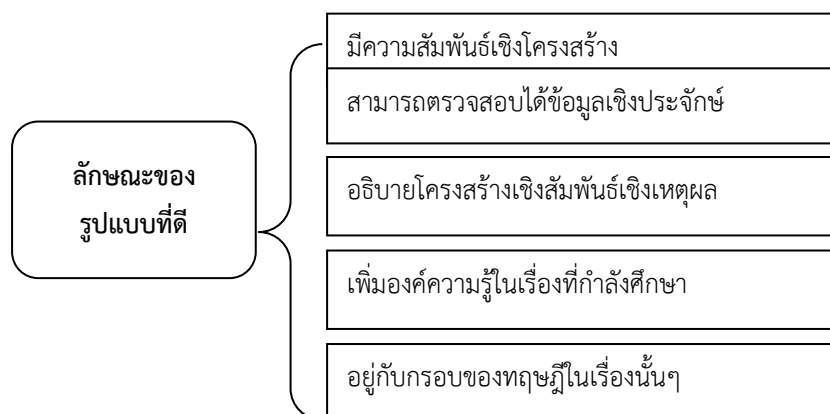 ลักษณะของ
รูปแบบที่ดี
มีความสัมพันธ์เชิงโครงสร้าง
สามารถตรวจสอบได้ข้อมูลเชิงประจักษ์
อธิบายโครงสร้างเชิงสัมพันธ์เชิงเหตุผล
เพิ่มองค์ความรู้ในเรื่องที่กำลังศึกษา
อยู่กับกรอบของทฤษฎีในเรื่องนั้นๆ